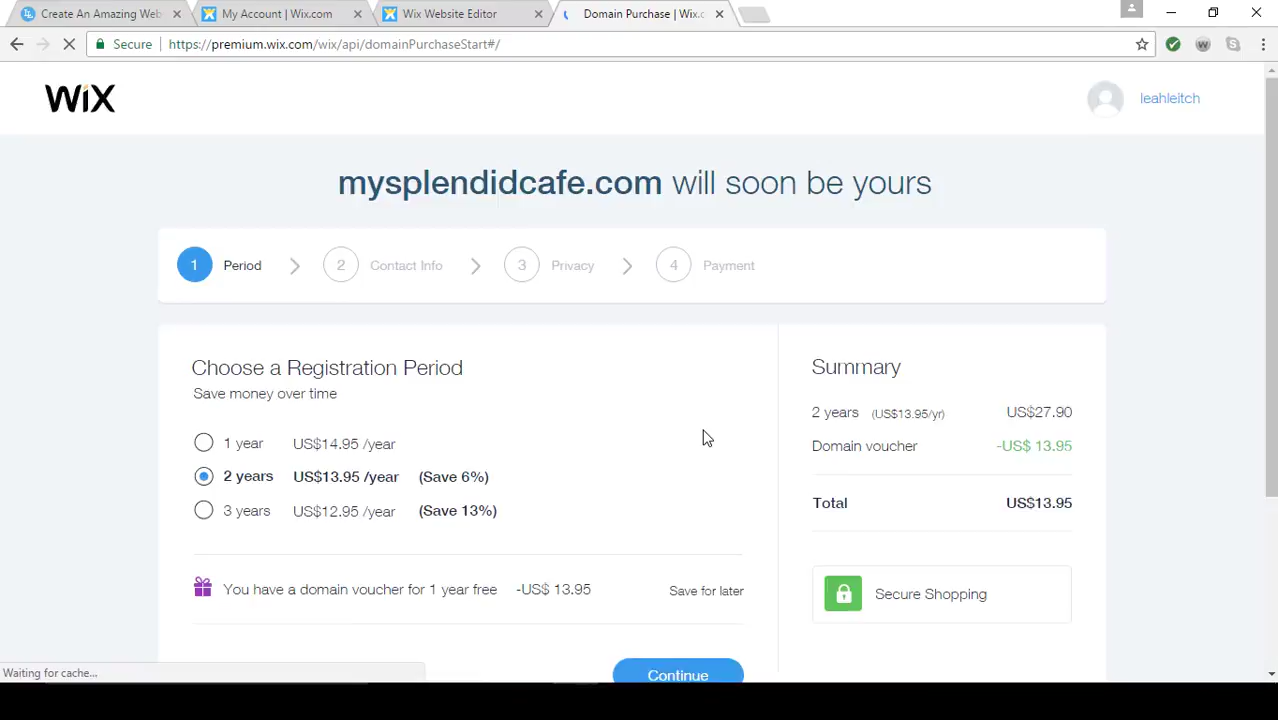 Create An Amazing Web
My Account | Wix.com
Wix Website Editor
Domain Purchase | Wix.c
Secure
https://premium.wix.com/wix/api/domainPurchaseStart#/
WiX
leahleitch
mysplendidcafe.com will soon be yours
1 Period
2 Contact Info
3 Privacy
4 Payment
Choose a Registration Period
Save money over time
1 year US$14.95 /year
2 years US$13.95 /year (Save 6%)
3 years US$12.95 /year (Save 13%)
You have a domain voucher for 1 year free -US$ 13.95 Save for later
Continue
Summary
2 years (US$13.95/yr) US$27.90
Domain voucher -US$ 13.95
Total US$13.95
Secure Shopping
Waiting for cache...